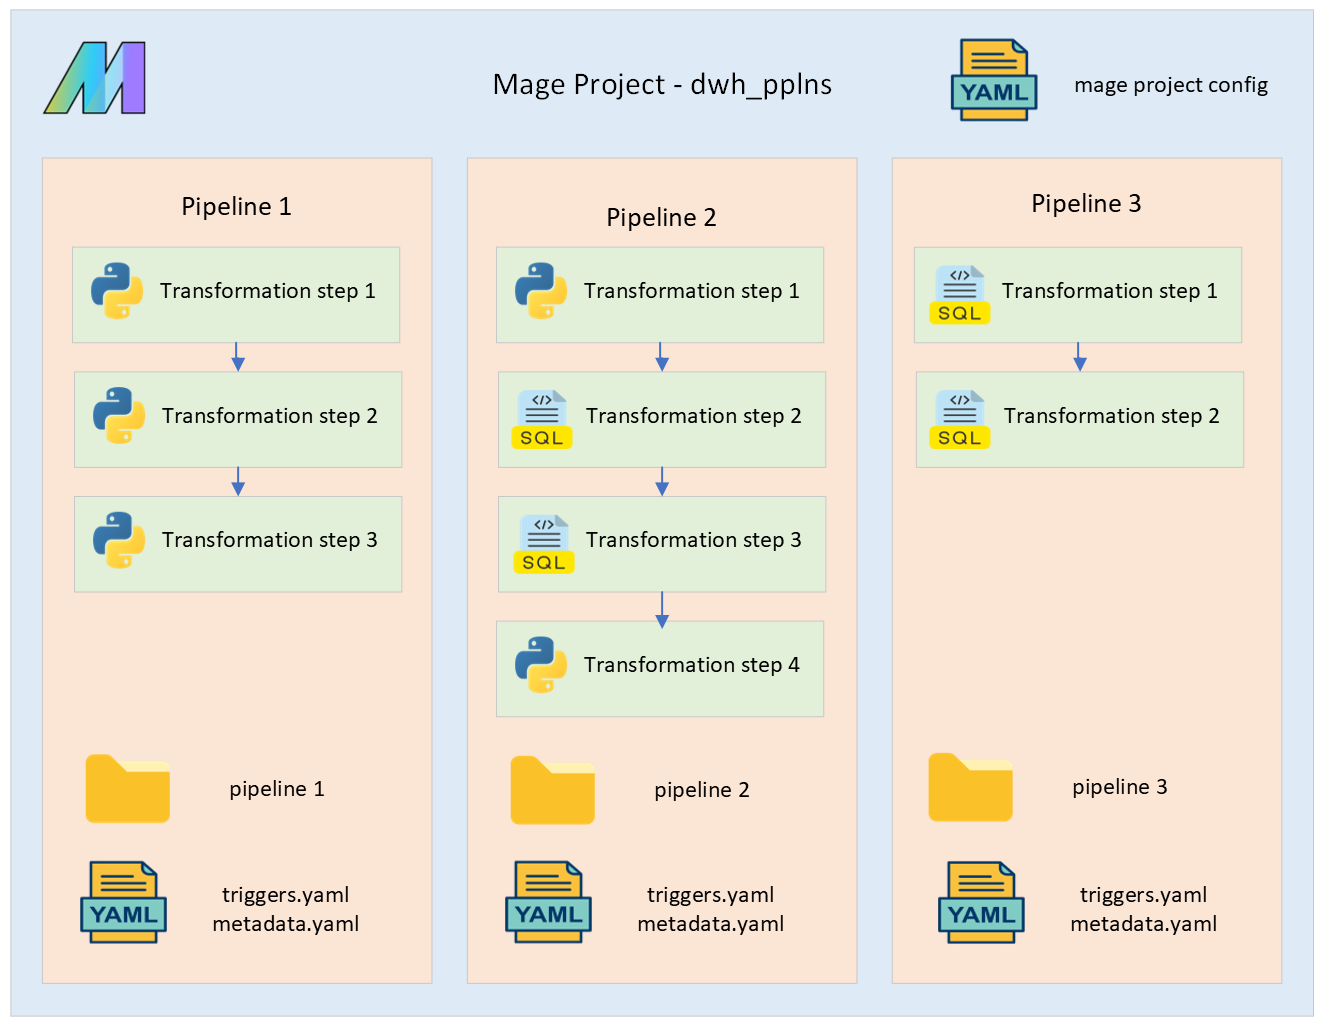 Mage Project - dwh_pplns
YAML
mage project config
Pipeline 1
Transformation step 1
Transformation step 2
Transformation step 3
pipeline 1
YAML
triggers.yaml
metadata.yaml
Pipeline 2
Transformation step 1
</>
SQL
Transformation step 2
</>
SQL
Transformation step 3
Transformation step 4
pipeline 2
YAML
triggers.yaml
metadata.yaml
Pipeline 3
</>
SQL
Transformation step 1
</>
SQL
Transformation step 2
pipeline 3
YAML
triggers.yaml
metadata.yaml